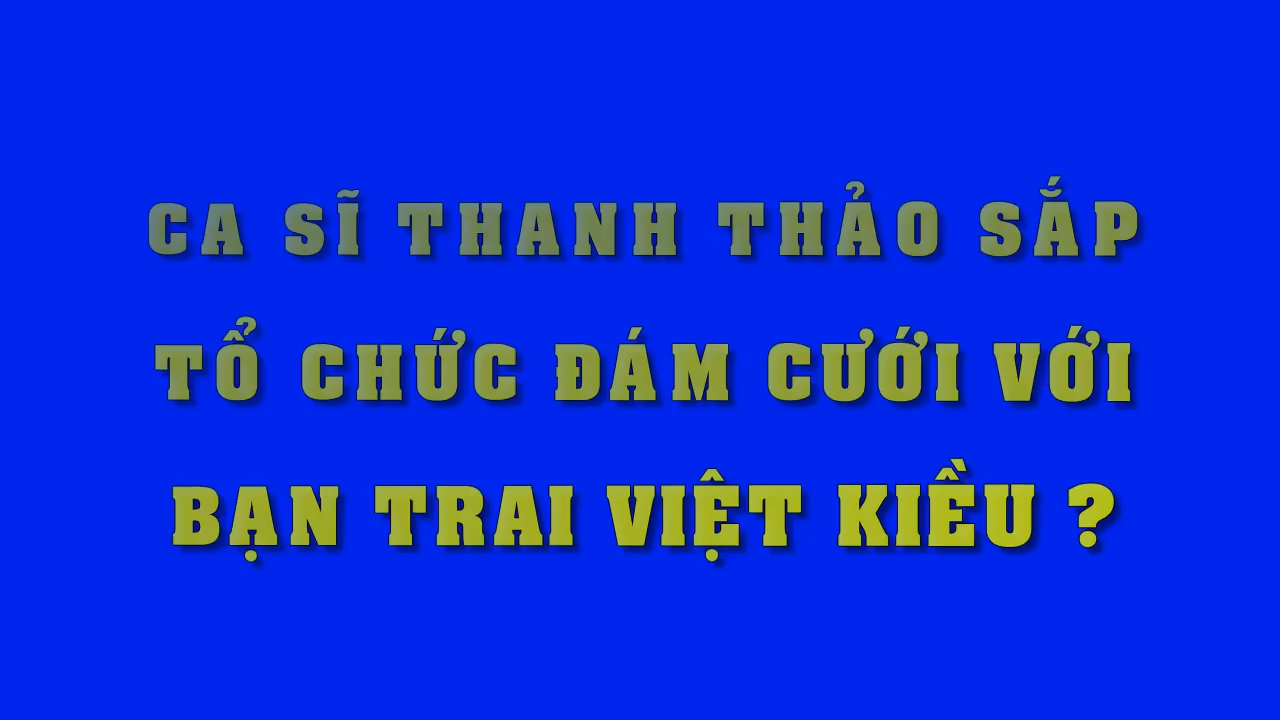 CA SĨ THANH THẢO SẮP
TỔ CHỨC ĐÁM CƯỚI VỚI
BẠN TRAI VIỆT KIỀU ?